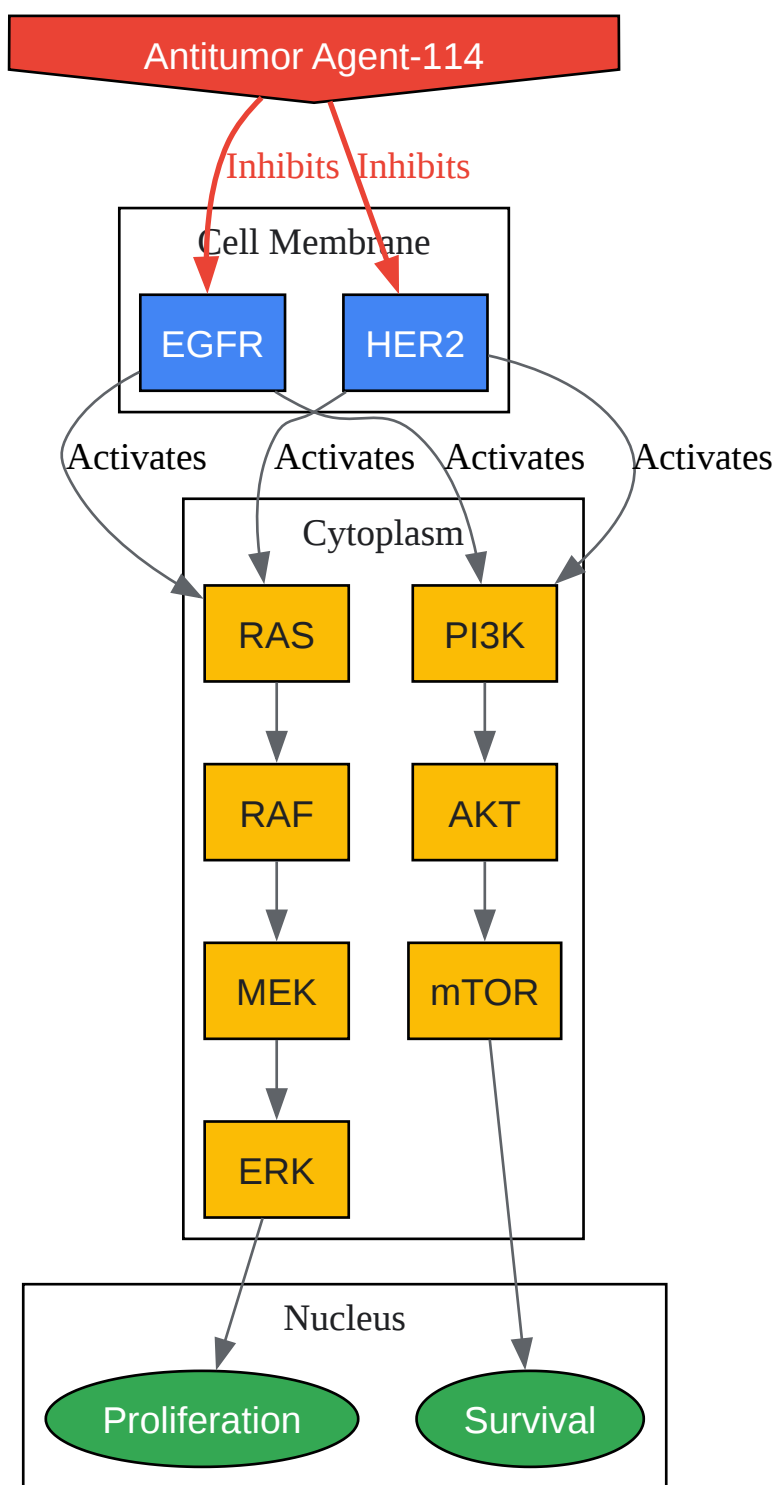 Antitumor Agent-114
Inhibits Inhibits
Cell Membrane
EGFR HER2
Activates Activates Activates Activates
Cytoplasm
RAS PI3K
RAF AKT
MEK mTOR
ERK
Nucleus
Proliferation Survival